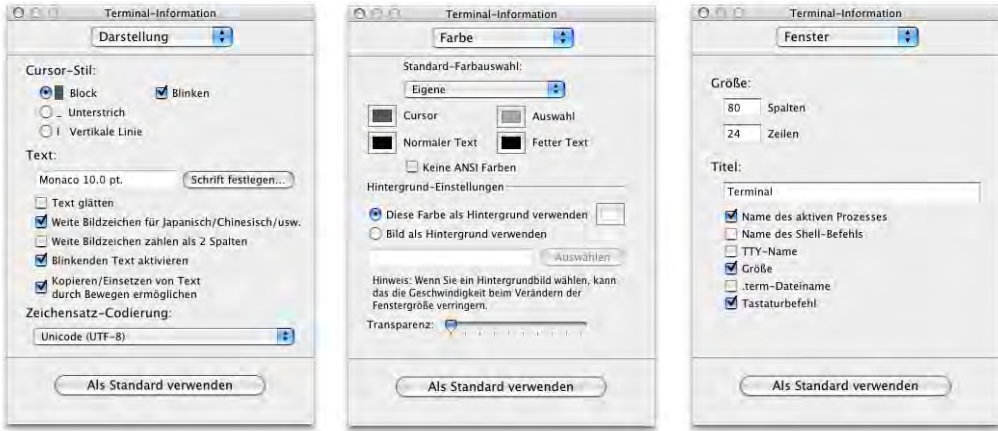 Terminal-Information
Darstellung
Cursor-Stil:
Block
Blinken
_ Unterstrich
| Vertikale Linie
Text:
Monaco 10.0 pt.
Schrift festlegen...
Text glätten
Weite Bildzeichen für Japanisch/Chinesisch/usw.
Weite Bildzeichen zählen als 2 Spalten
Blinkenden Text aktivieren
Kopieren/Einsetzen von Text
durch Bewegen ermöglichen
Zeichensatz-Codierung:
Unicode (UTF-8)
Als Standard verwenden
Terminal-Information
Farbe
Standard-Farbauswahl:
Eigene
Cursor
Auswahl
Normaler Text
Fetter Text
Keine ANSI Farben
Hintergrund-Einstellungen
Diese Farbe als Hintergrund verwenden
Bild als Hintergrund verwenden
Auswählen
Hinweis: Wenn Sie ein Hintergrundbild wählen, kann
das die Geschwindigkeit beim Verändern der
Fenstergröße verringern.
Transparenz:
Als Standard verwenden
Terminal-Information
Fenster
Größe:
80 Spalten
24 Zeilen
Titel:
Terminal
Name des aktiven Prozesses
Name des Shell-Befehls
TTY-Name
Größe
.term-Dateiname
Tastaturbefehl
Als Standard verwenden